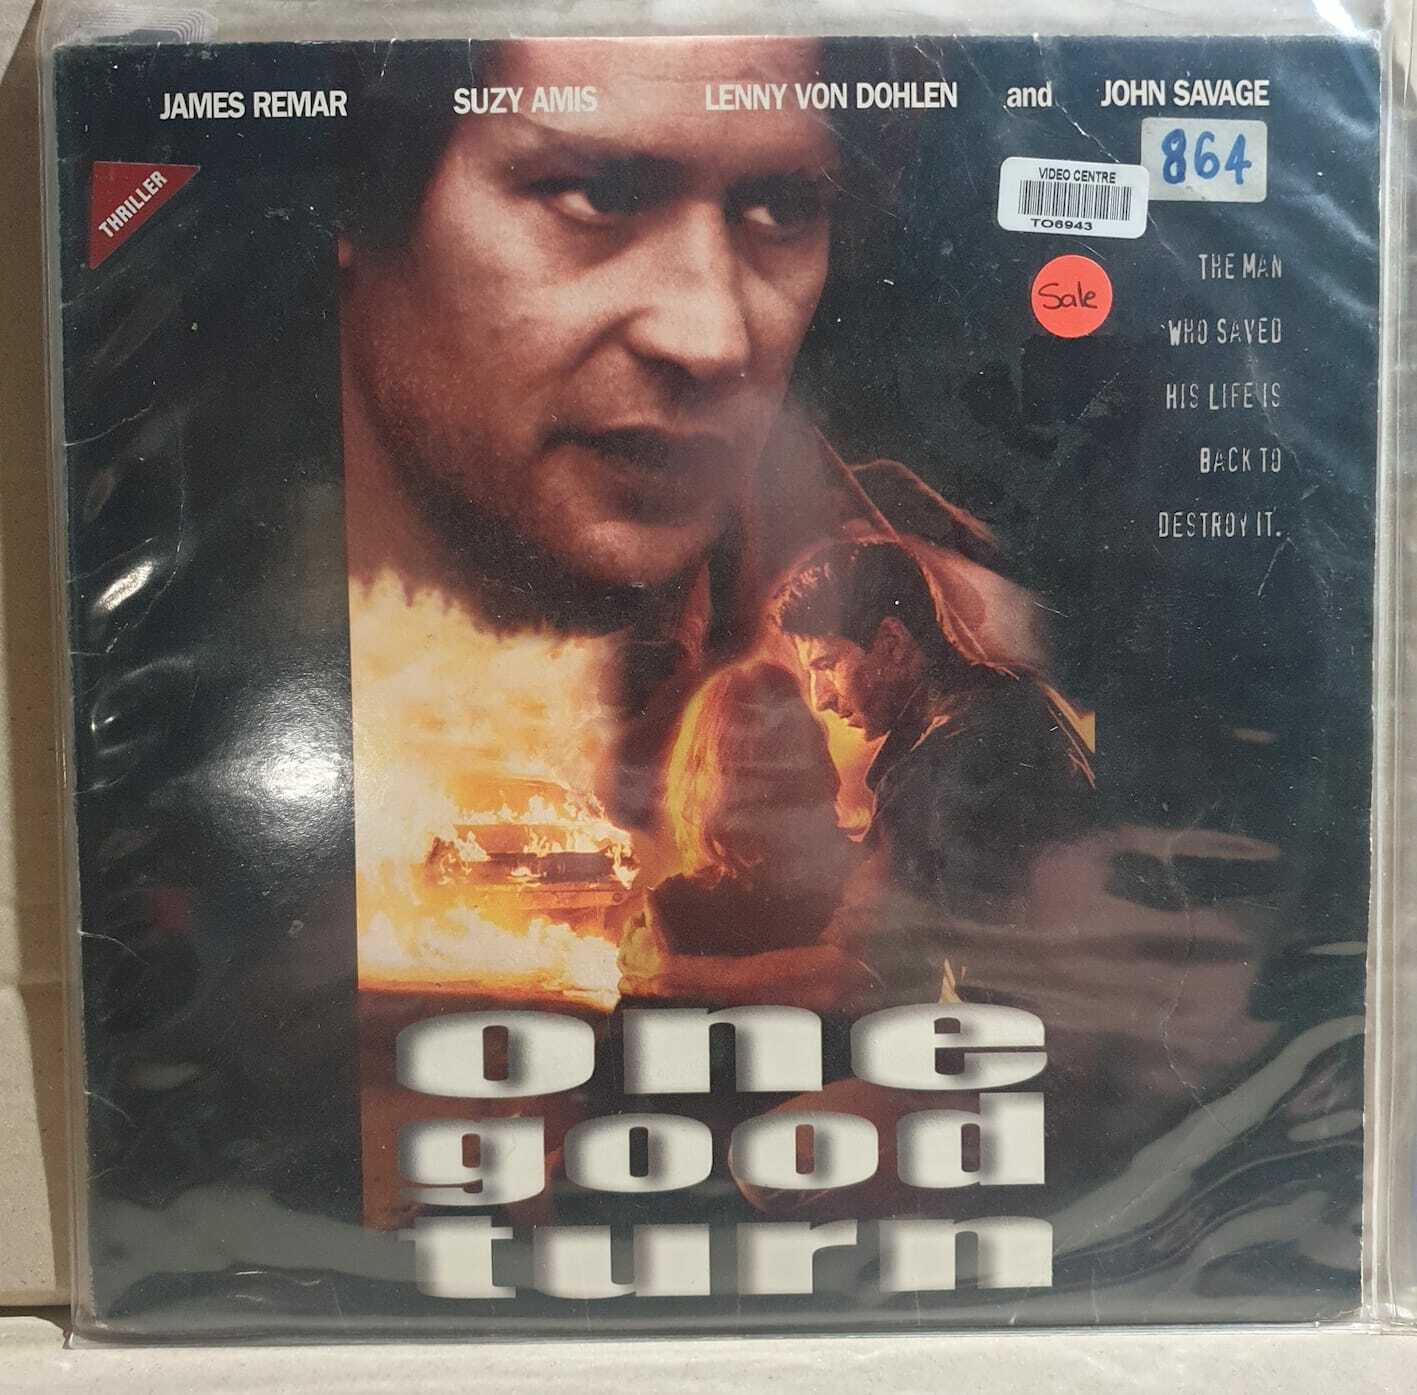 JAMES REMAR SUZY AMIS LENNY VON DOHLEN and JOHN SAVAGE
864
THRILLER
VIDEO CENTRE
TO6943
Sale
THE MAN
WHO SAVED
HIS LIFE IS
BACK TO
DESTROY IT.
one
good
turn